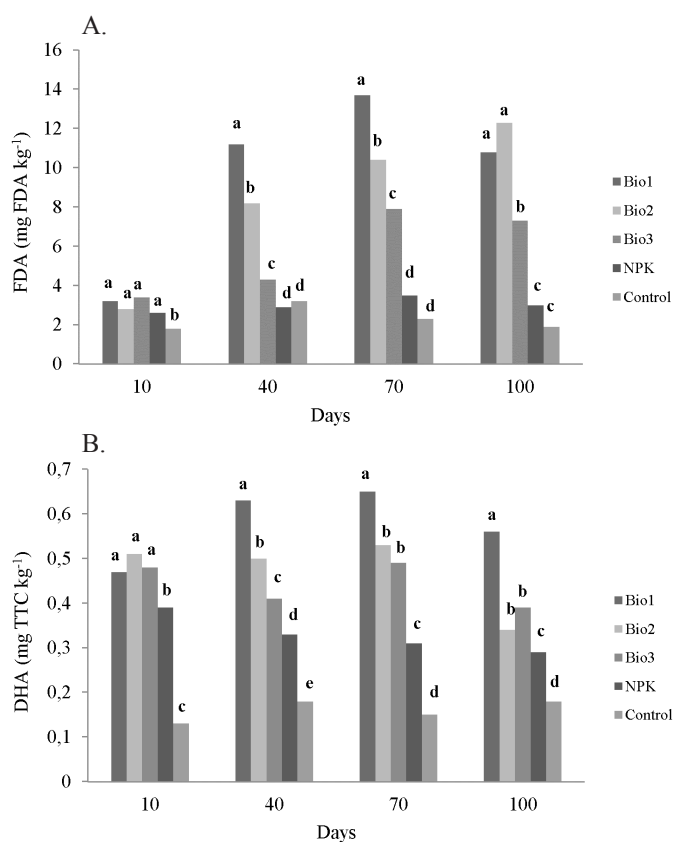 A.
16
14
12
10
8
6
4
2
0
FDA (mg FDA kg-1)
a a a a b
a b c d d
a b c d d
a a b c c
10 40 70 100
Days
Bio1
Bio2
Bio3
NPK
Control
B.
0,7
0,6
0,5
0,4
0,3
0,2
0,1
0
DHA (mg TTC kg-1)
a a a b c
a b c d e
a b b c d
a b b c d
10 40 70 100
Days
Bio1
Bio2
Bio3
NPK
Control